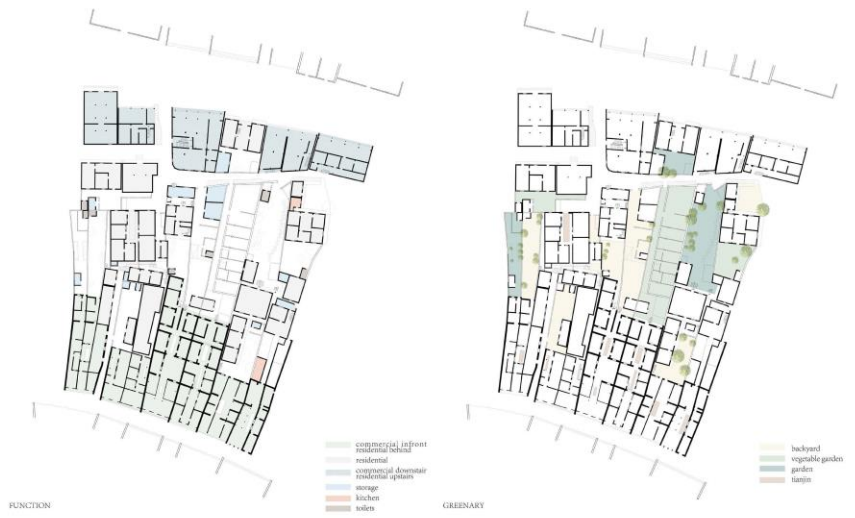 commercial infront
residential behind
residential
commercial downstair
residential upstairs
storage
kitchen
toilets
FUNCTION
backyard
vegetable garden
garden
tianjin
GREENARY